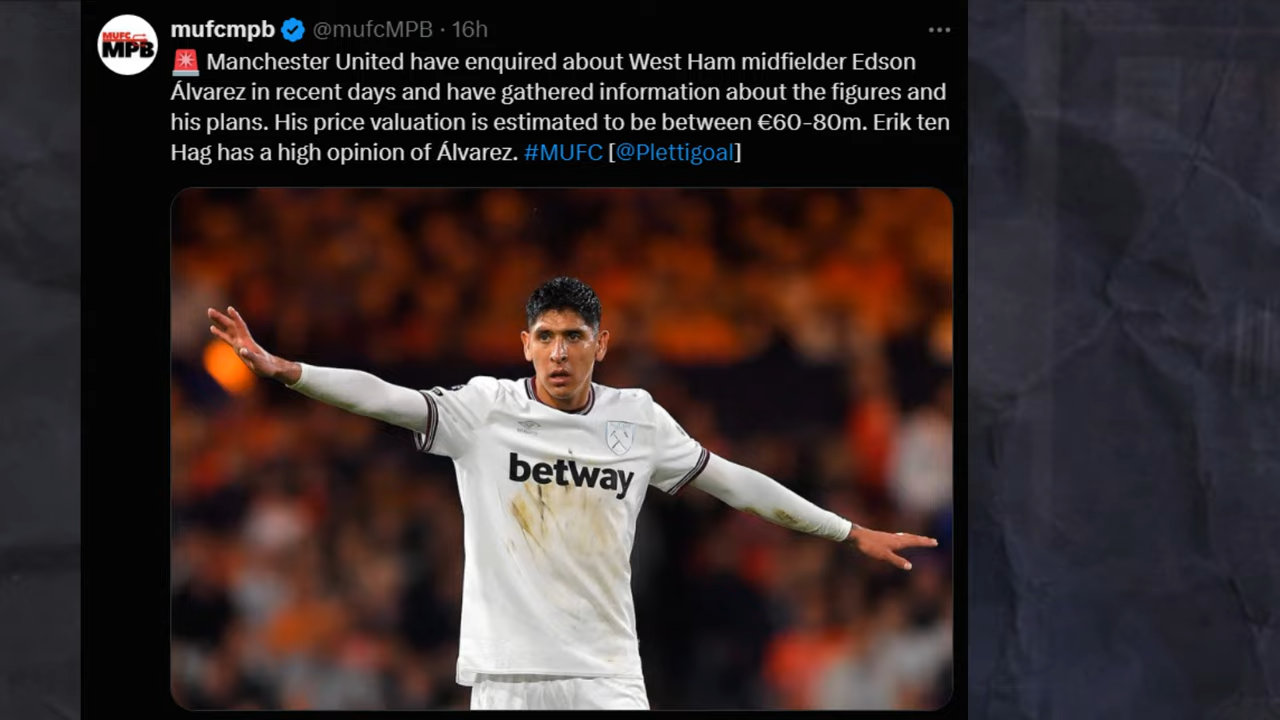 MUFC
MPB
mufcmpb @mufcMPB · 16h
🚨 Manchester United have enquired about West Ham midfielder Edson
Álvarez in recent days and have gathered information about the figures and
his plans. His price valuation is estimated to be between €60-80m. Erik ten
Hag has a high opinion of Álvarez. #MUFC [@Plettigoal]
betway